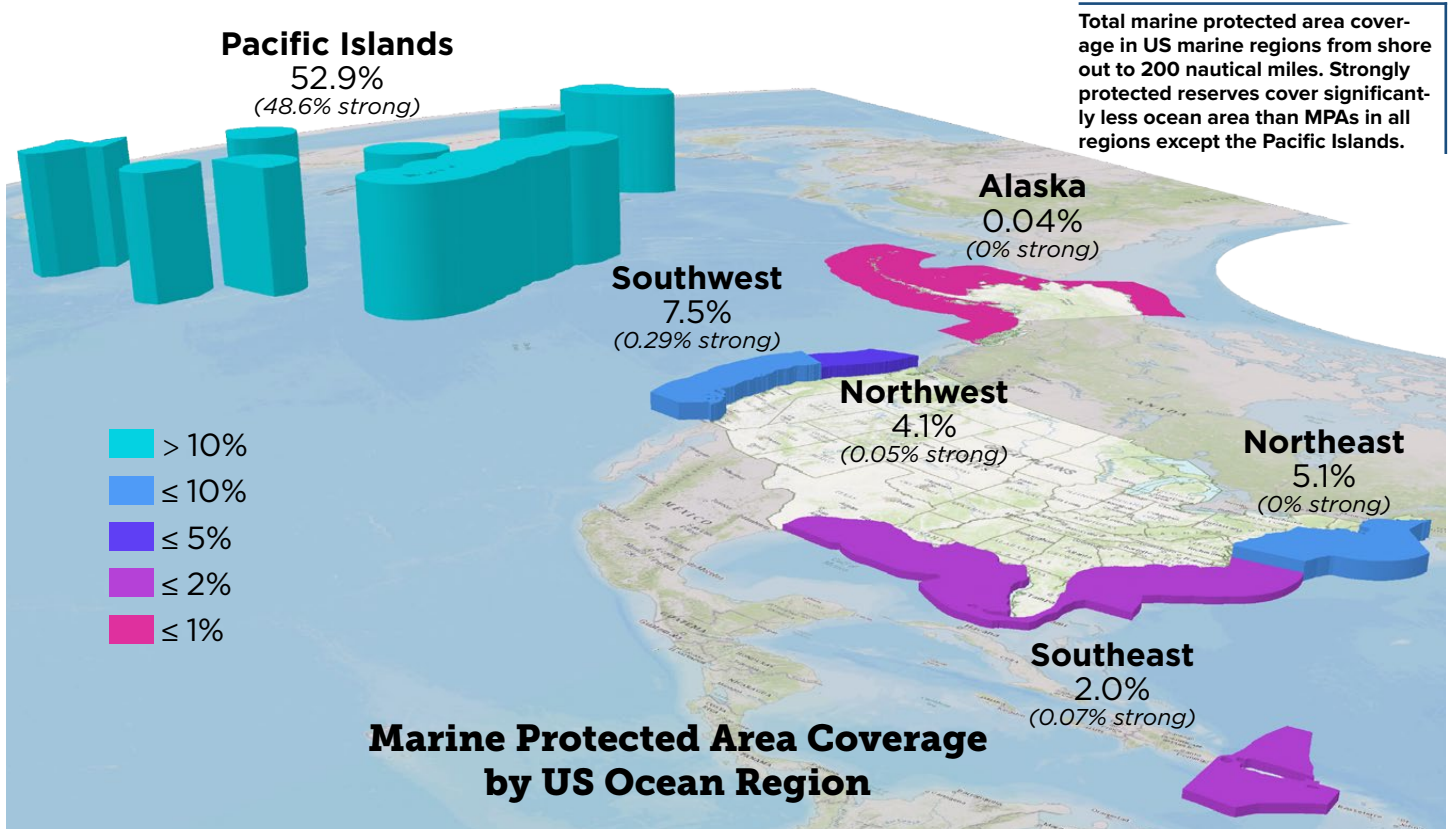 Total marine protected area cover-
age in US marine regions from shore
out to 200 nautical miles. Strongly
protected reserves cover significant-
ly less ocean area than MPAs in all
regions except the Pacific Islands.
Pacific Islands
52.9%
(48.6% strong)
Alaska
0.04%
(0% strong)
Southwest
7.5%
(0.29% strong)
Northwest
4.1%
(0.05% strong)
Northeast
5.1%
(0% strong)
CANADA
MEXICO
> 10%
≤ 10%
≤ 5%
≤ 2%
≤ 1%
Southeast
2.0%
(0.07% strong)
Marine Protected Area Coverage
by US Ocean Region